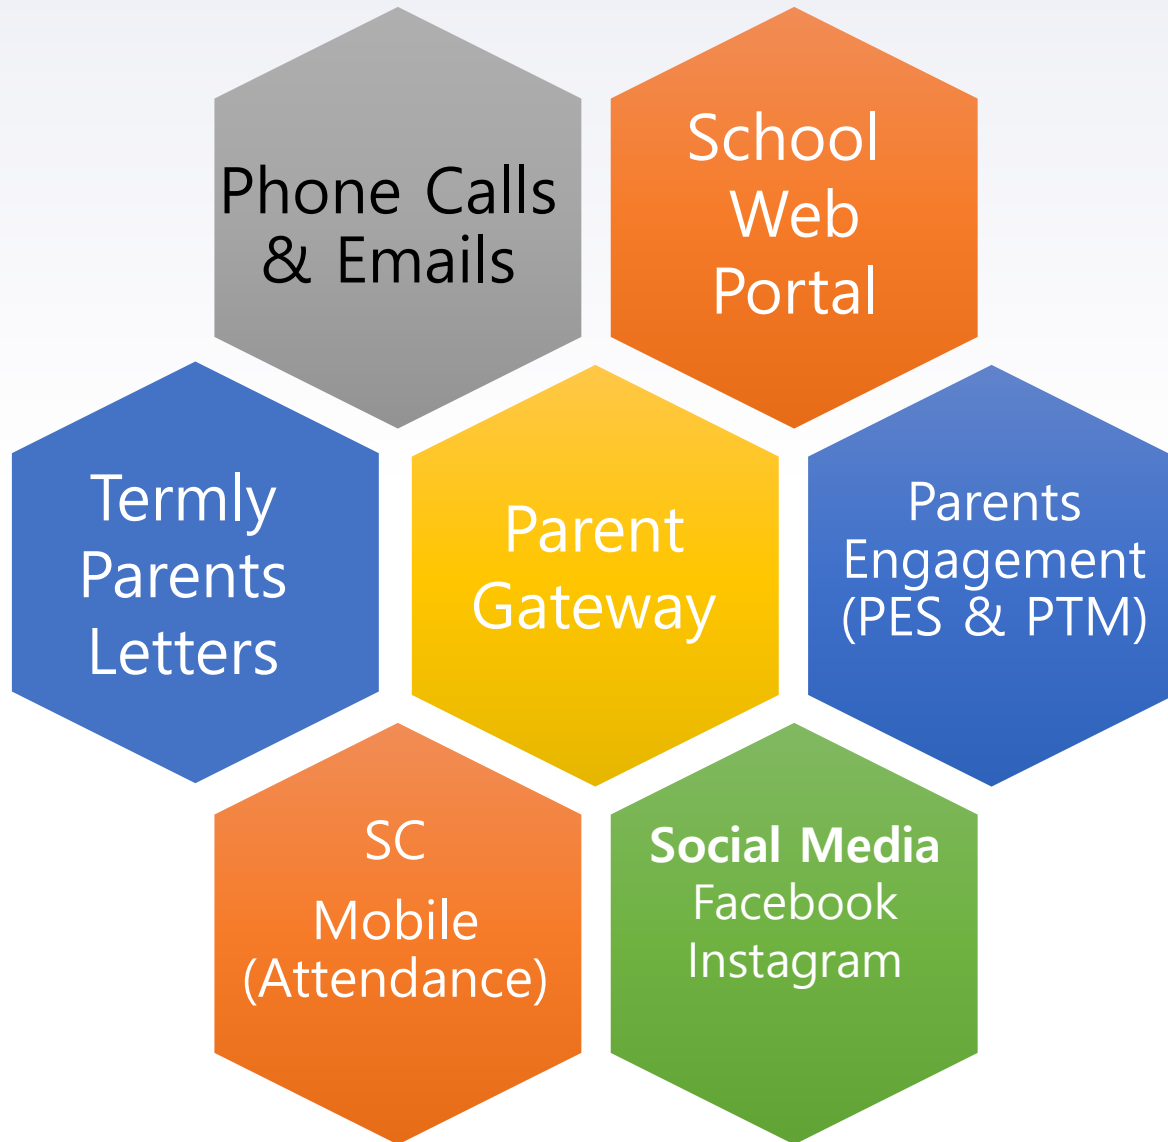 Phone Calls
& Emails
School
Web
Portal
Termly
Parents
Letters
Parent
Gateway
Parents
Engagement
(PES & PTM)
SC
Mobile
(Attendance)
Social Media
Facebook
Instagram